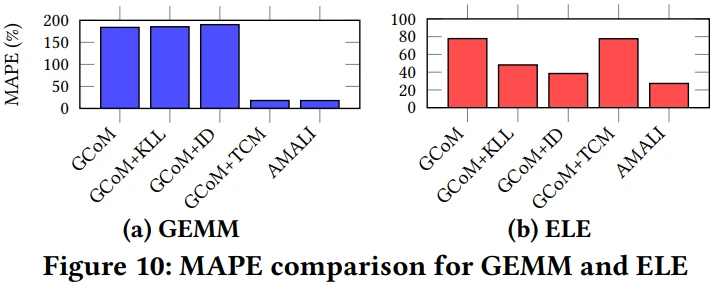 MAPE (%)
200
150
100
50
0
GCoM
GCoM+KLL
GCoM+ID
GCoM+TCM
AMALI
(a) GEMM
100
80
60
40
20
0
GCoM
GCoM+KLL
GCoM+ID
GCoM+TCM
AMALI
(b) ELE
Figure 10: MAPE comparison for GEMM and ELE